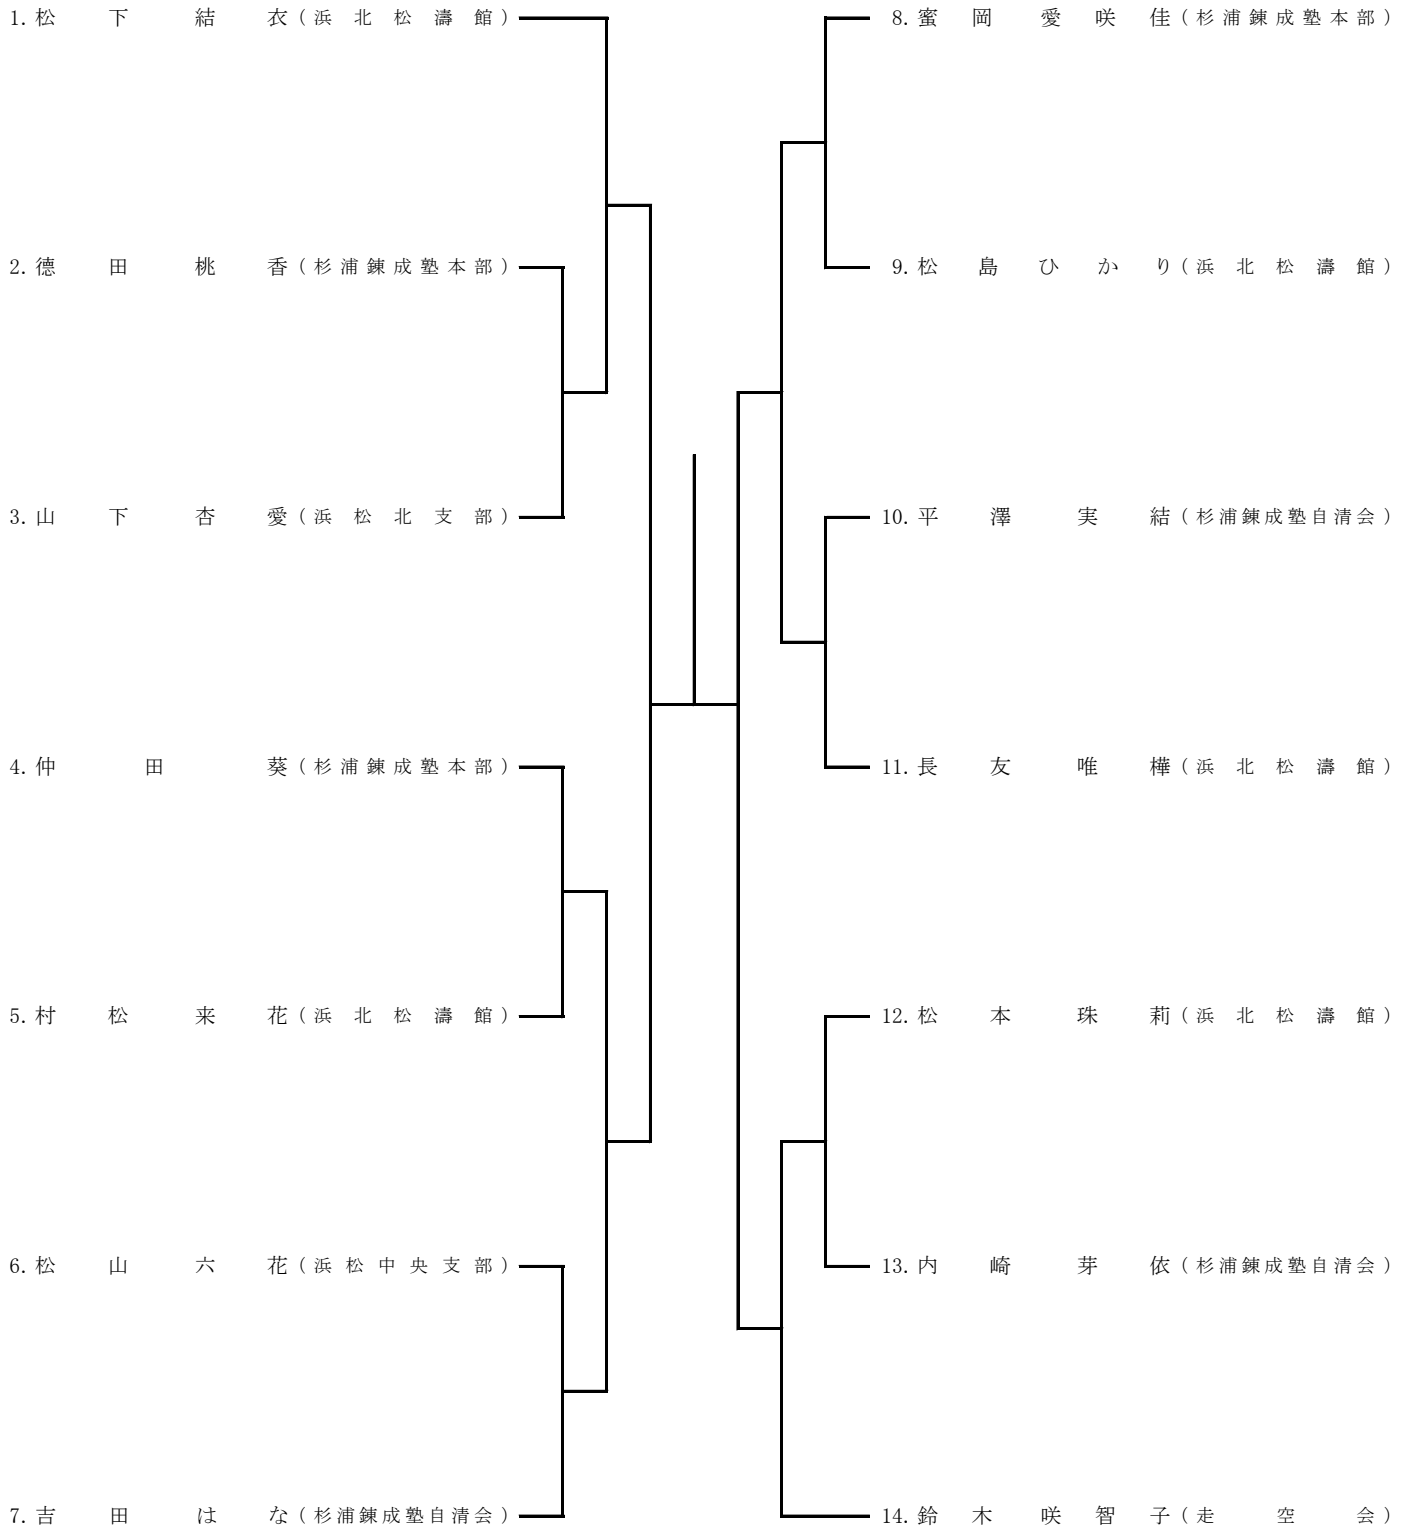 1. 松下結衣(浜北松濤館)
2. 德田桃香(杉浦錬成塾本部)
3. 山下杏愛(浜松北支部)
4. 仲田葵(杉浦錬成塾本部)
5. 村松来花(浜北松濤館)
6. 松山六花(浜松中央支部)
7. 吉田はな(杉浦錬成塾自清会)
8. 蜜岡愛咲佳(杉浦錬成塾本部)
9. 松島ひかり(浜北松濤館)
10. 平澤実結(杉浦錬成塾自清会)
11. 長友唯樺(浜北松濤館)
12. 松本珠莉(浜北松濤館)
13. 内崎芽依(杉浦錬成塾自清会)
14. 鈴木咲智子(走空会)